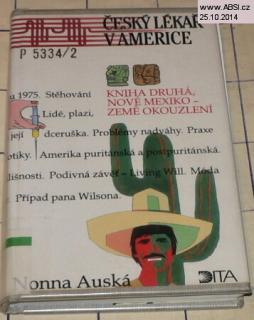 www.ABSI.cz
25.10.2014
ČESKÝ LÉKAŘ
V AMERICE
P 5334/2
u 1975. Stěhování
KNIHA DRUHÁ,
NOVÉ MEXIKO –
ZEMĚ OKOUZLENÍ
Lidé, plazi,
její dceruška. Problémy nadváhy. Praxe
otiky. Amerika puritánská a postpuritánská.
lišnosti. Podivná závěť – Living Will. Móda
Případ pana Wilsona.
Nonna Auská
DITA